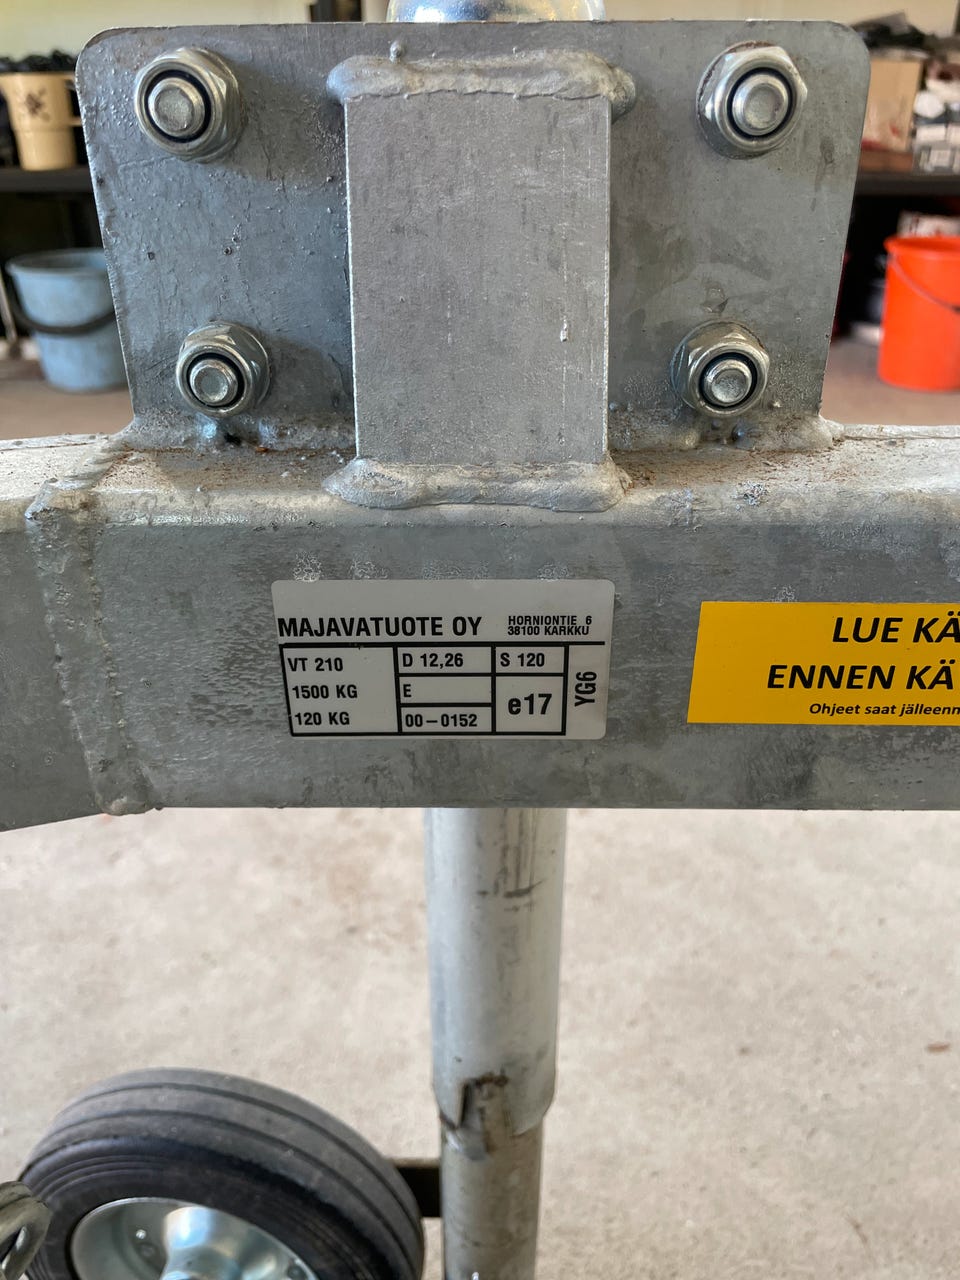 MAJAVATUOTE OY
HORNIONTIE 6
38100 KARKKU
VT 210
1500 KG
120 KG
D 12,26
E
00-0152
S 120
e17
YG6
LUE KÄ
ENNEN KÄ
Ohjeet saat jälleenn